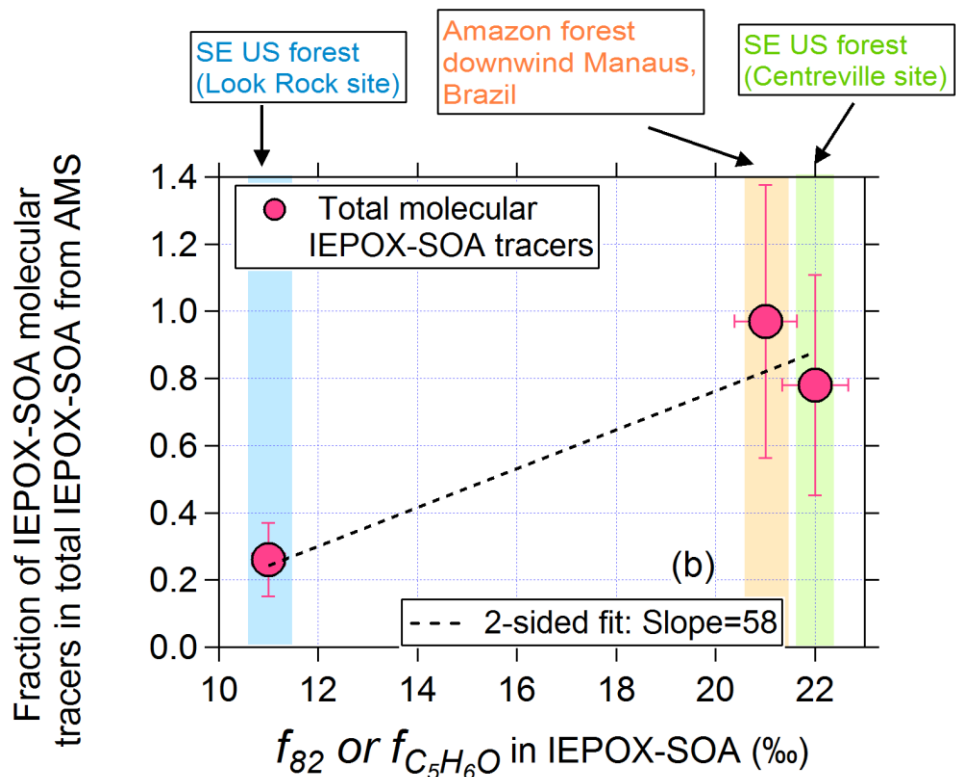 SE US forest
(Look Rock site)
Amazon forest
downwind Manaus,
Brazil
SE US forest
(Centreville site)
Fraction of IEPOX-SOA molecular
tracers in total IEPOX-SOA from AMS
1.4
1.2
1.0
0.8
0.6
0.4
0.2
0.0
Total molecular
IEPOX-SOA tracers
(b)
2-sided fit: Slope=58
10 12 14 16 18 20 22
f82 or fC5H6O in IEPOX-SOA (‰)